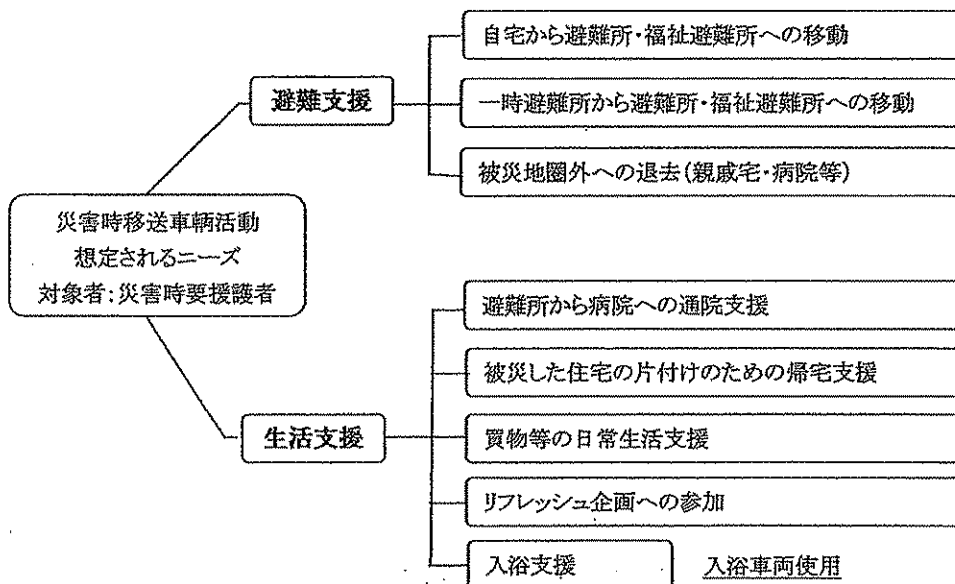 自宅から避難所・福祉避難所への移動
避難支援
一時避難所から避難所・福祉避難所への移動
被災地圏外への退去(親戚宅・病院等)
災害時移送車輌活動
想定されるニーズ
対象者:災害時要援護者
避難所から病院への通院支援
被災した住宅の片付けのための帰宅支援
生活支援
買物等の日常生活支援
リフレッシュ企画への参加
入浴支援
入浴車両使用